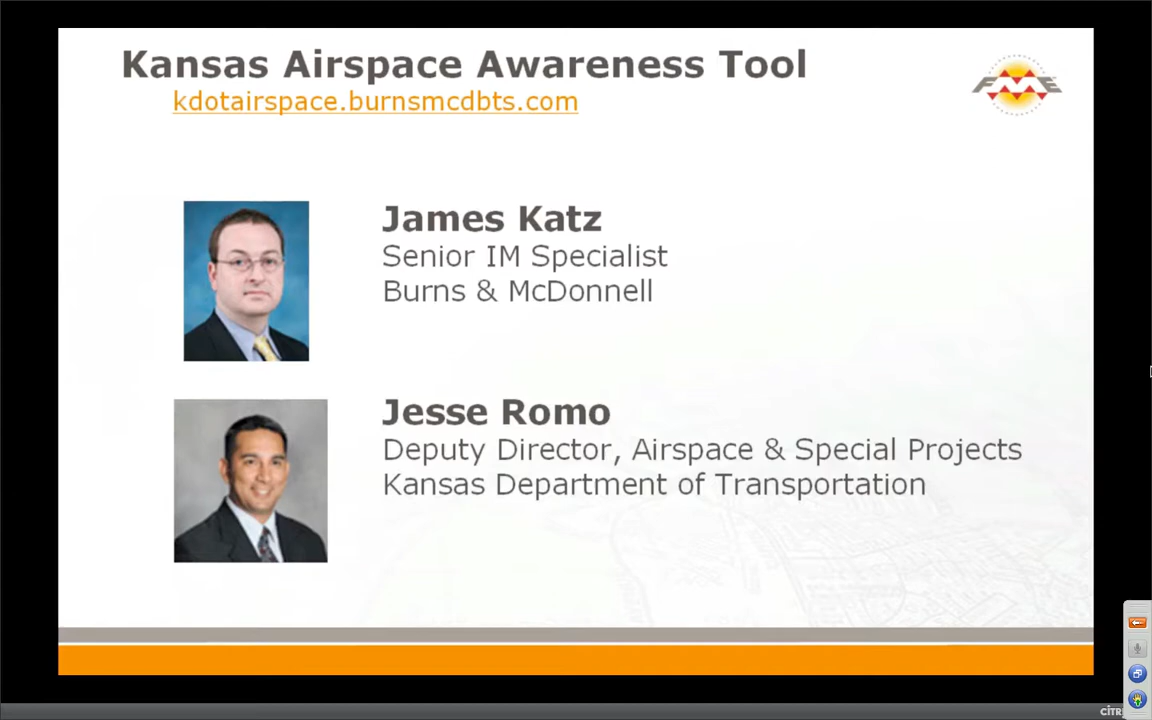 Kansas Airspace Awareness Tool
kdotairspace.burnsmcdbts.com
FME
James Katz
Senior IM Specialist
Burns & McDonnell
Jesse Romo
Deputy Director, Airspace & Special Projects
Kansas Department of Transportation